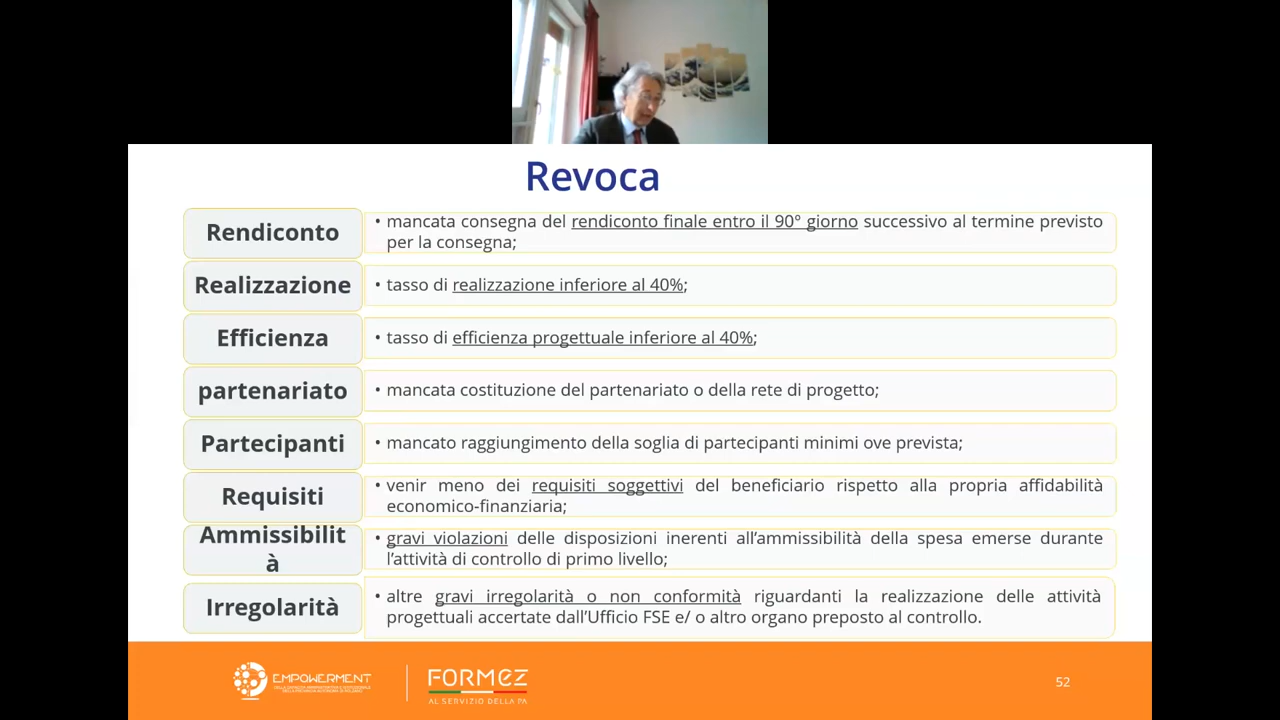 Revoca
Rendiconto
• mancata consegna del rendiconto finale entro il 90° giorno successivo al termine previsto
per la consegna;
Realizzazione
• tasso di realizzazione inferiore al 40%;
Efficienza
• tasso di efficienza progettuale inferiore al 40%;
partenariato
• mancata costituzione del partenariato o della rete di progetto;
Partecipanti
• mancato raggiungimento della soglia di partecipanti minimi ove prevista;
Requisiti
• venir meno dei requisiti soggettivi del beneficiario rispetto alla propria affidabilità
economico-finanziaria;
Ammissibilit
à
• gravi violazioni delle disposizioni inerenti all’ammissibilità della spesa emerse durante
l’attività di controllo di primo livello;
Irregolarità
• altre gravi irregolarità o non conformità riguardanti la realizzazione delle attività
progettuali accertate dall’Ufficio FSE e/ o altro organo preposto al controllo.
EMPOWERMENT
FORMEZ
AL SERVIZIO DELLA PA
52